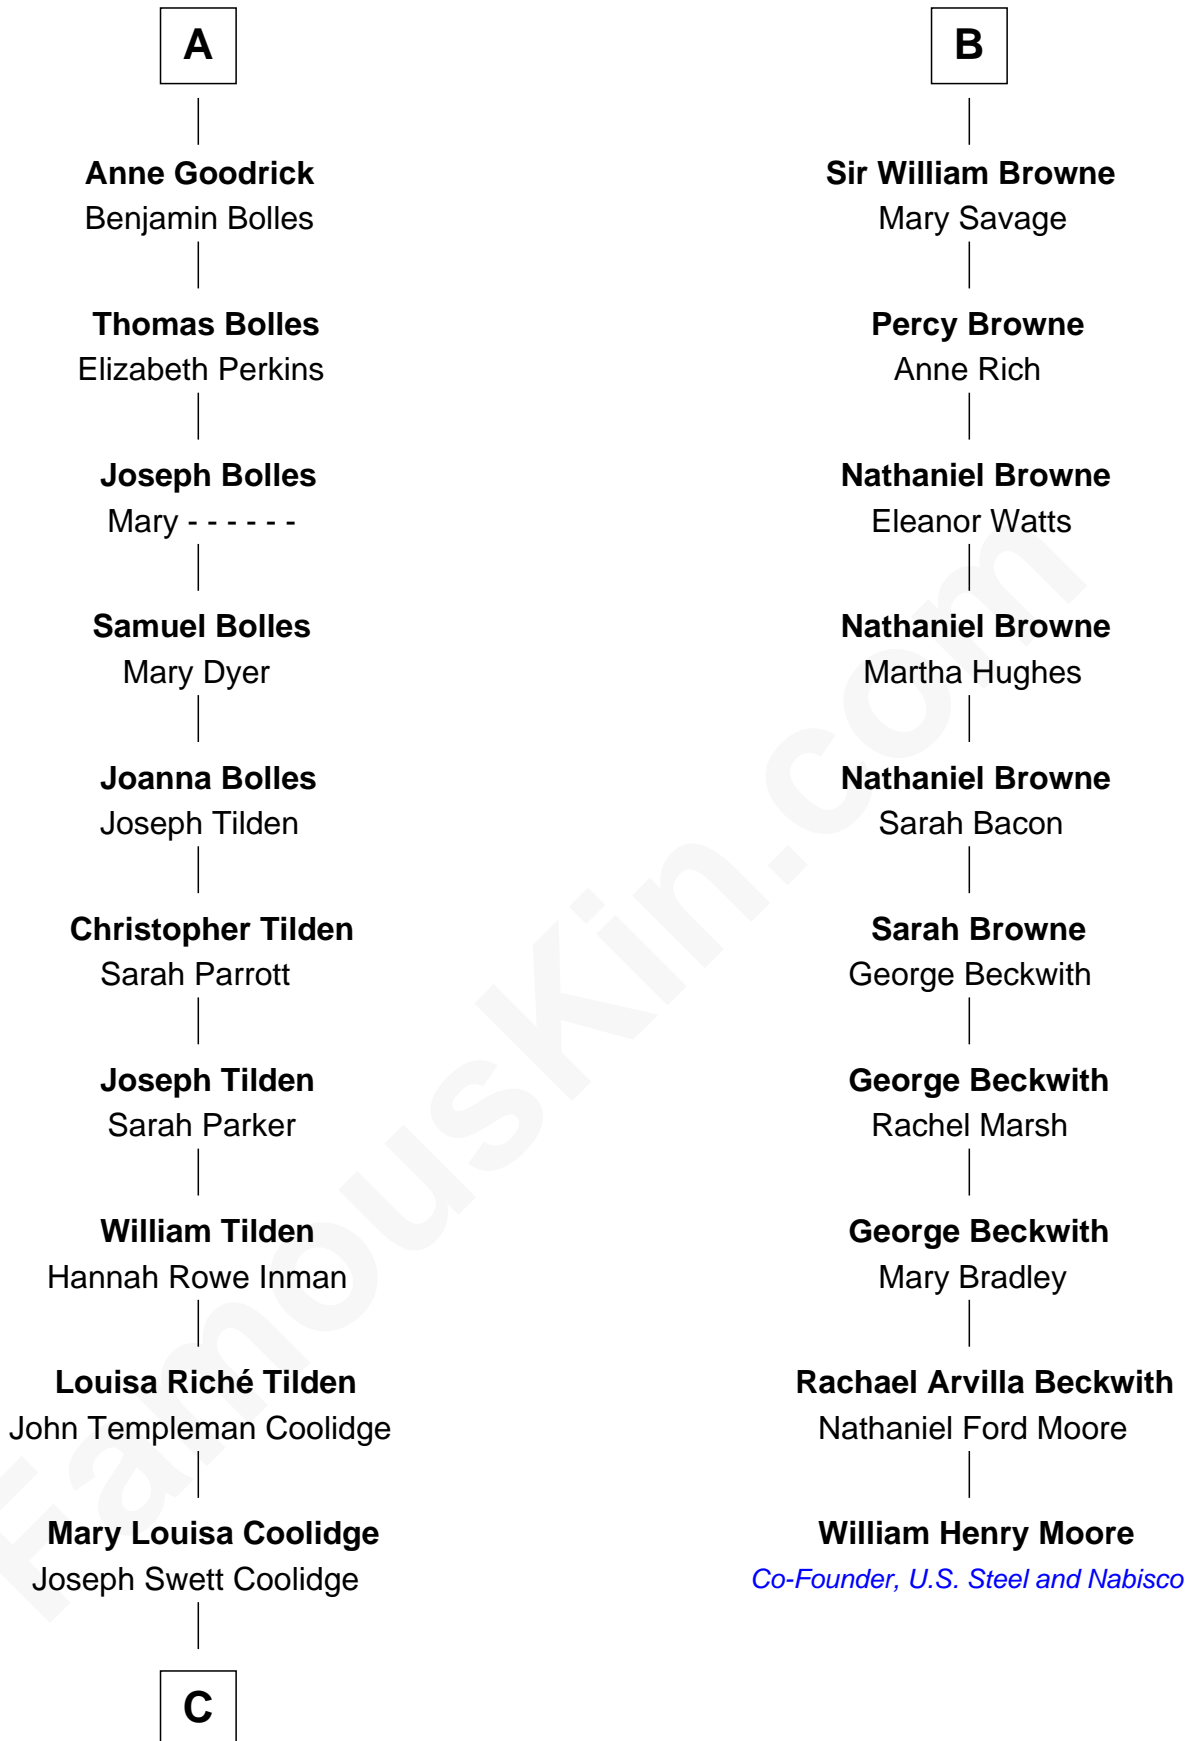 A
Anne Goodrick
Benjamin Bolles
Thomas Bolles
Elizabeth Perkins
Joseph Bolles
Mary - - - - - -
Samuel Bolles
Mary Dyer
Joanna Bolles
Joseph Tilden
Christopher Tilden
Sarah Parrott
Joseph Tilden
Sarah Parker
William Tilden
Hannah Rowe Inman
Louisa Riché Tilden
John Templeman Coolidge
Mary Louisa Coolidge
Joseph Swett Coolidge
C
B
Sir William Browne
Mary Savage
Percy Browne
Anne Rich
Nathaniel Browne
Eleanor Watts
Nathaniel Browne
Martha Hughes
Nathaniel Browne
Sarah Bacon
Sarah Browne
George Beckwith
George Beckwith
Rachel Marsh
George Beckwith
Mary Bradley
Rachael Arvilla Beckwith
Nathaniel Ford Moore
William Henry Moore
Co-Founder, U.S. Steel and Nabisco
FamousKin.com